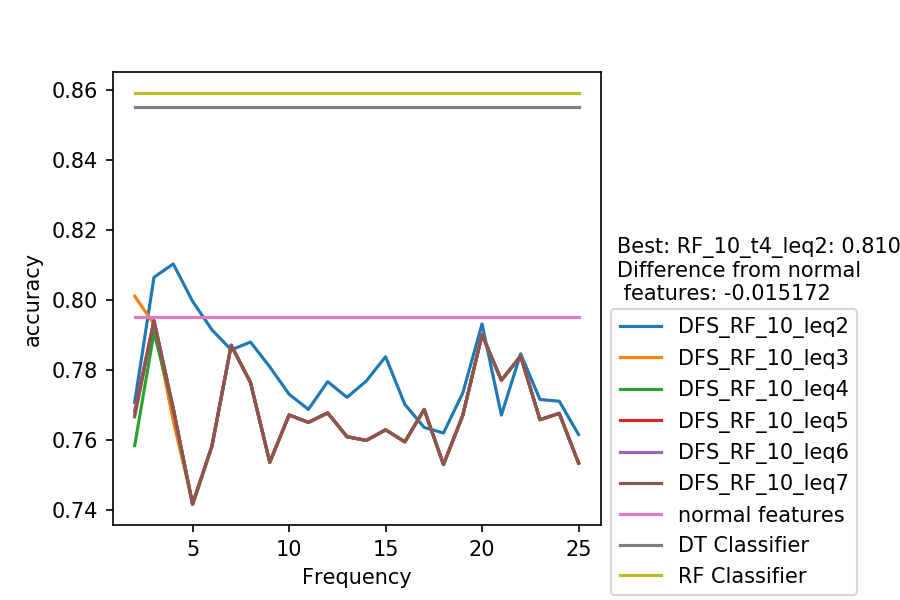 0.86
0.84
0.82
0.80
0.78
0.76
0.74
accuracy
5
10
15
20
25
Frequency
Best: RF_10_t4_leq2: 0.810
Difference from normal
features: -0.015172
DFS_RF_10_leq2
DFS_RF_10_leq3
DFS_RF_10_leq4
DFS_RF_10_leq5
DFS_RF_10_leq6
DFS_RF_10_leq7
normal features
DT Classifier
RF Classifier